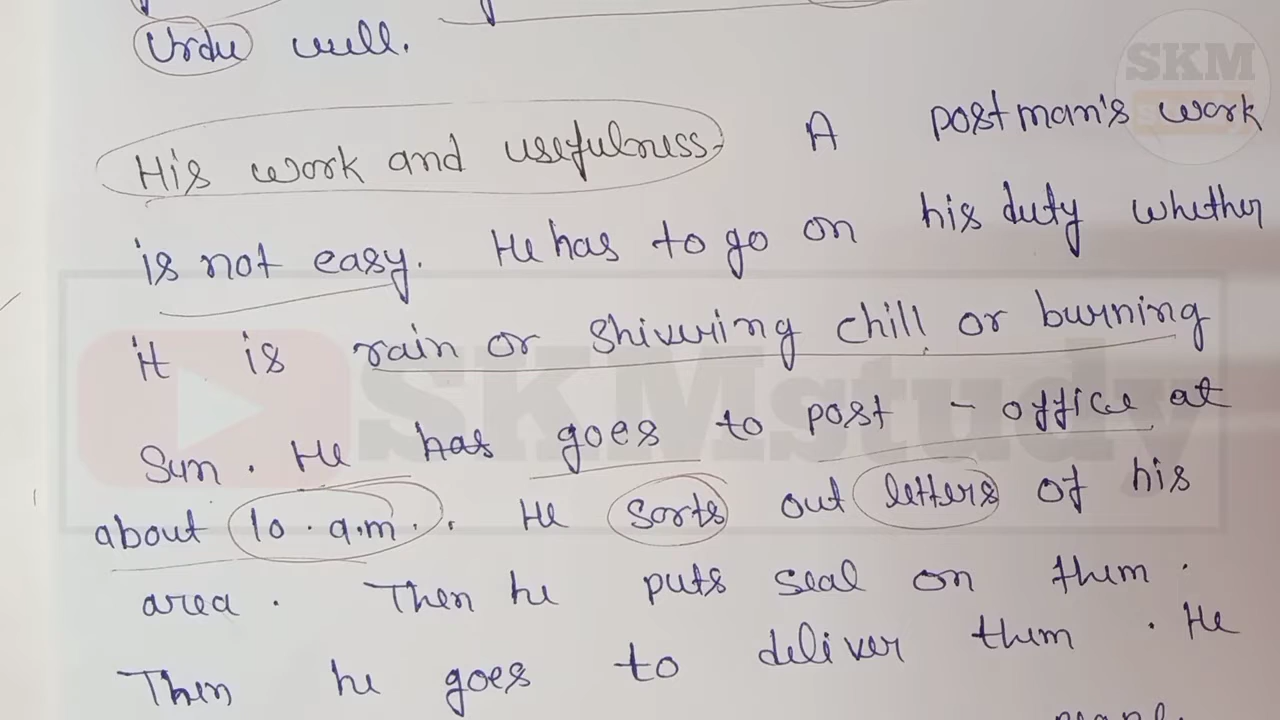 Urdu well.
SKM
His work and usefulness- A postman's work
is not easy. He has to go on his duty whether
it is rain or shivering chill or burning
SKMstudy
Sun. He has goes to post - office at
about 10. a.m. . He sorts out letters of his
area. Then he puts seal on them.
Then he goes to deliver them. He